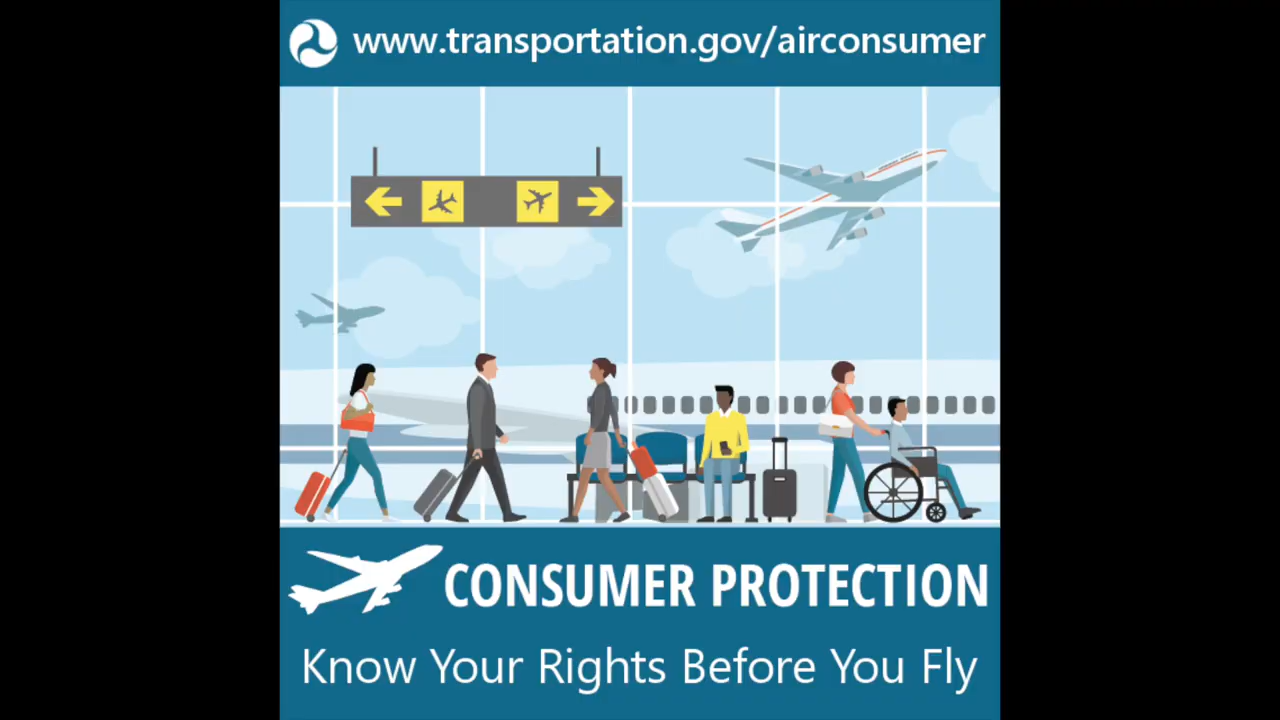 www.transportation.gov/airconsumer
CONSUMER PROTECTION
Know Your Rights Before You Fly